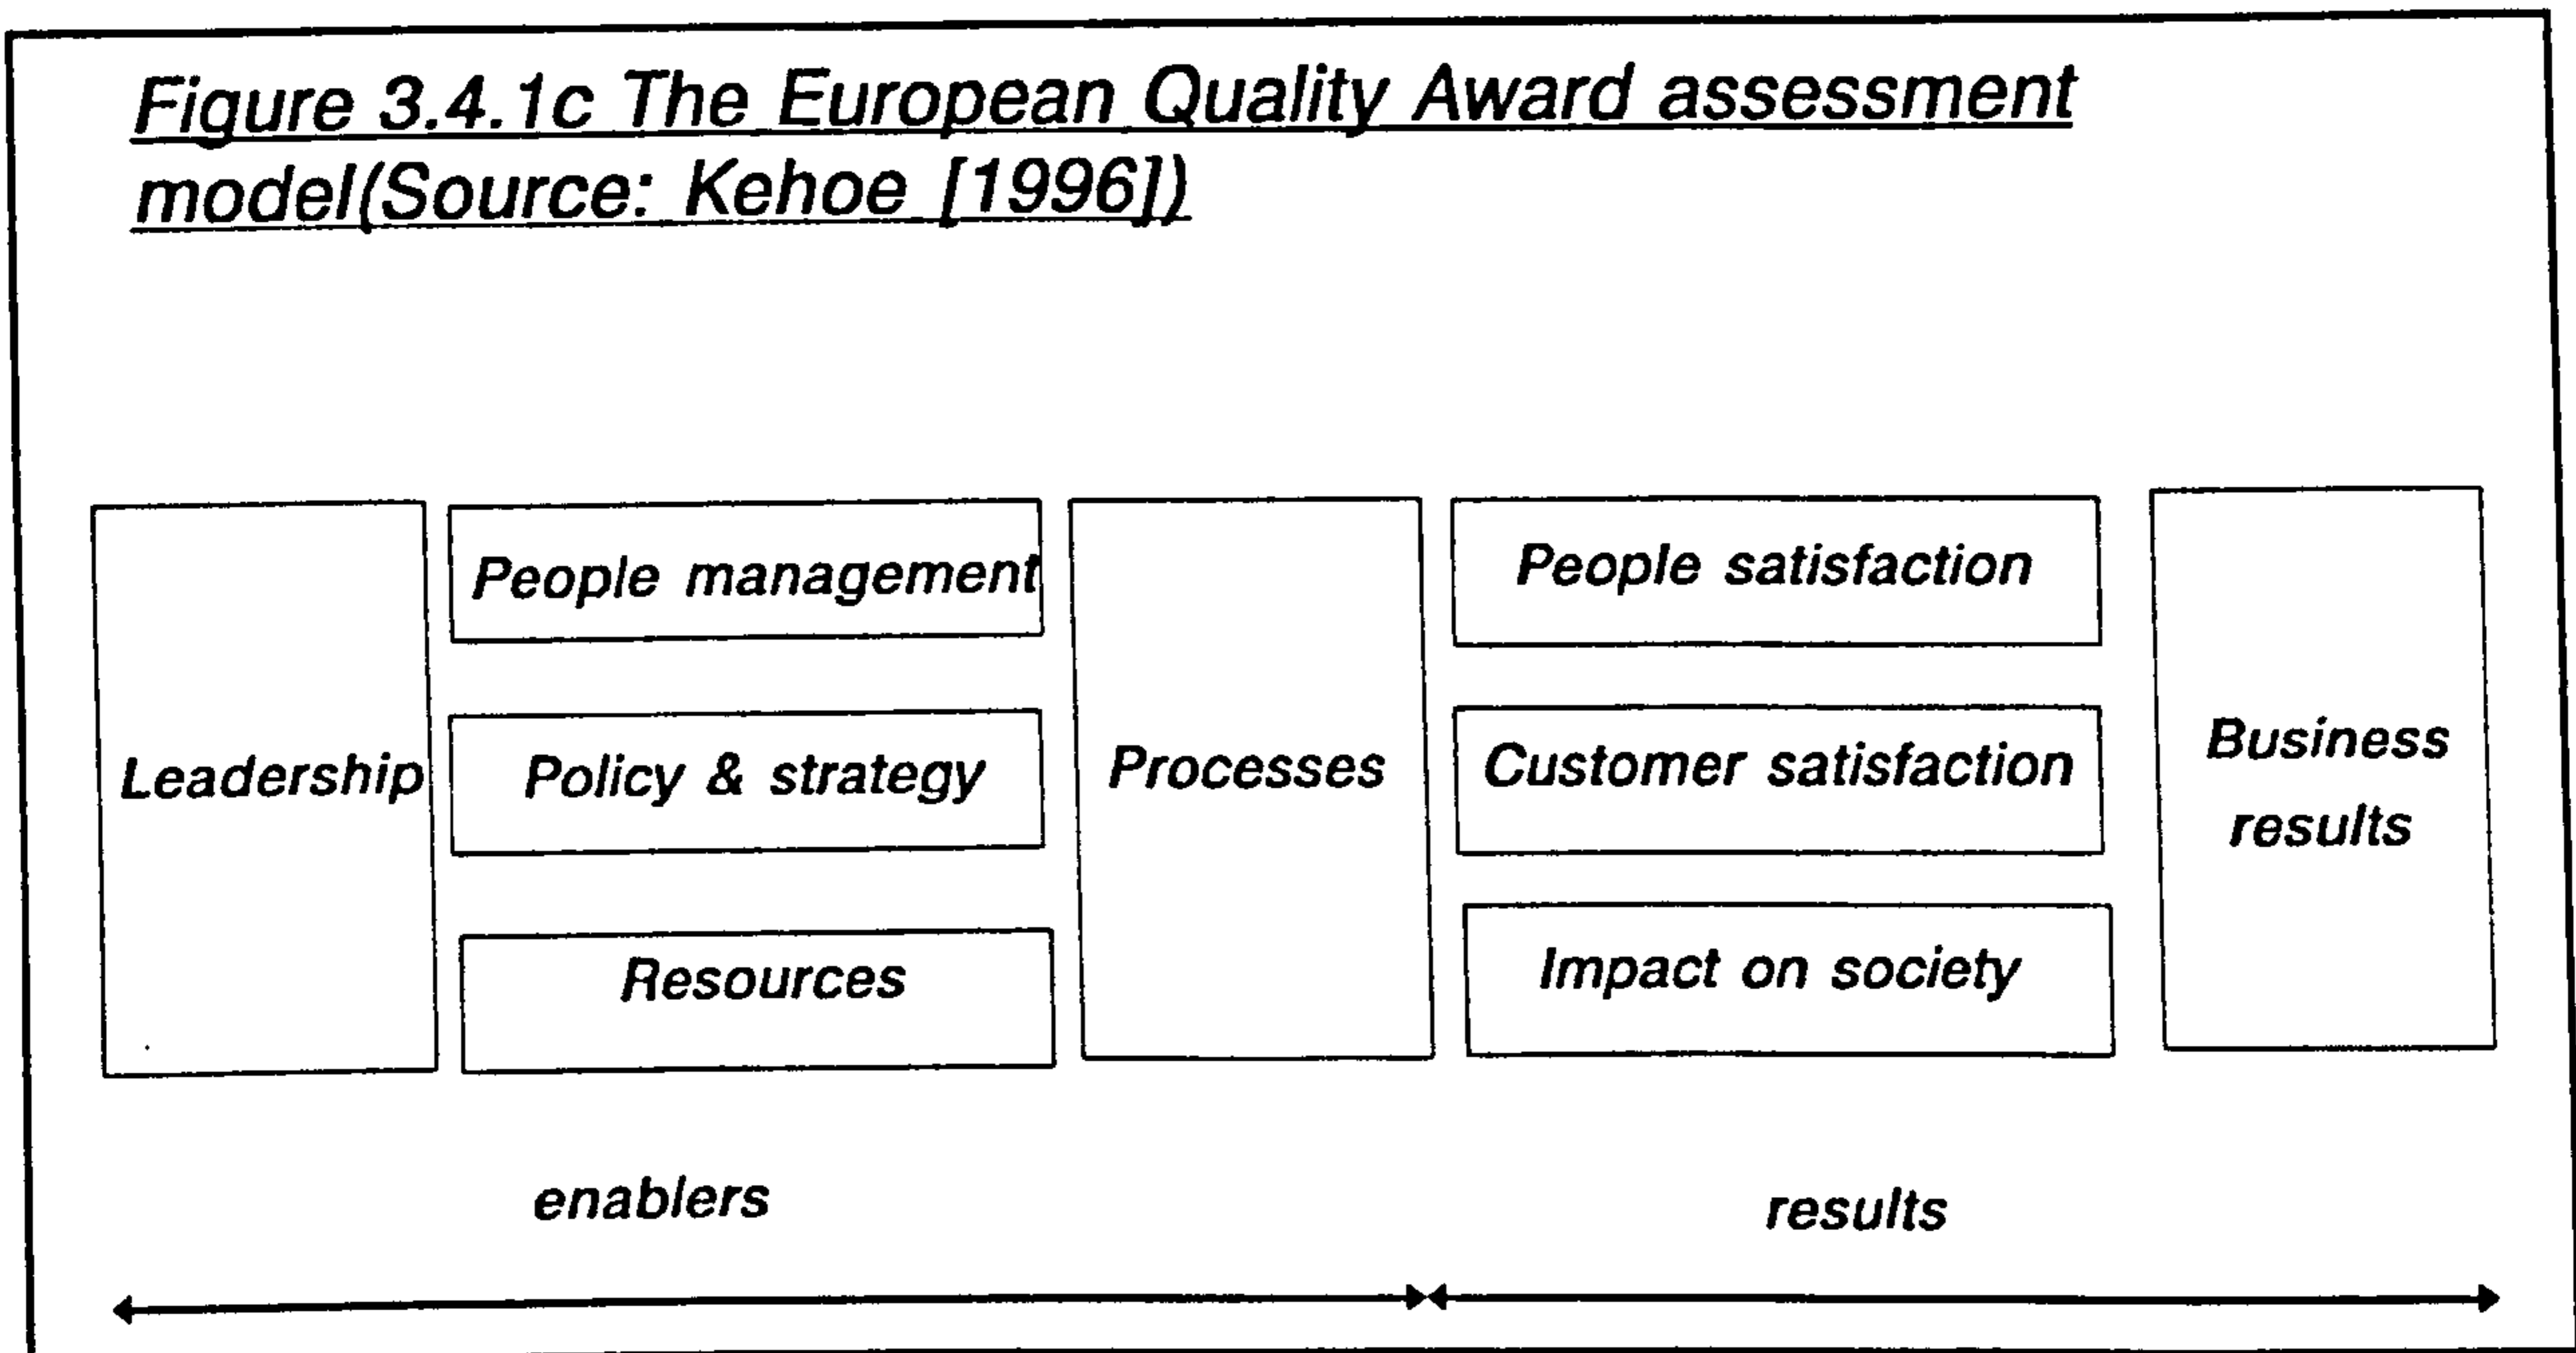 Figure 3.4.1c The European Quality Award assessment
model(Source: Kehoe [1996])
Leadership
People management
Policy & strategy
Resources
Processes
People satisfaction
Customer satisfaction
Impact on society
Business
results
enablers
results